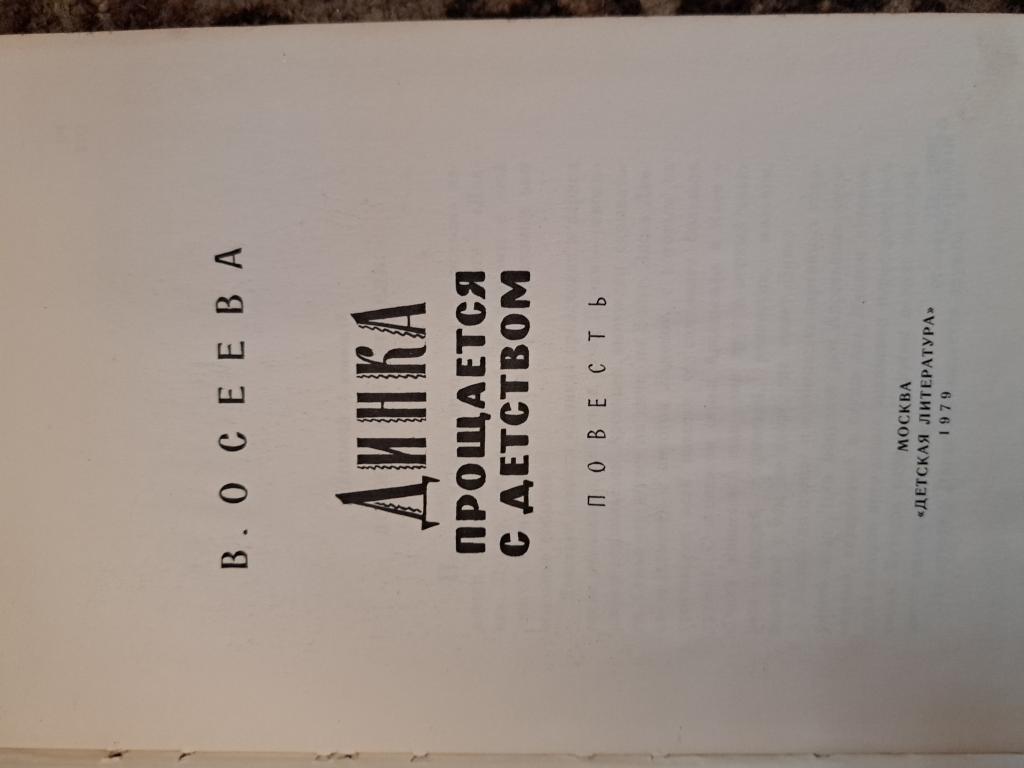 В. ОСЕЕВА
ДИНКА
ПРОЩАЕТСЯ
С ДЕТСТВОМ
ПОВЕСТЬ
МОСКВА
«ДЕТСКАЯ ЛИТЕРАТУРА»
1979